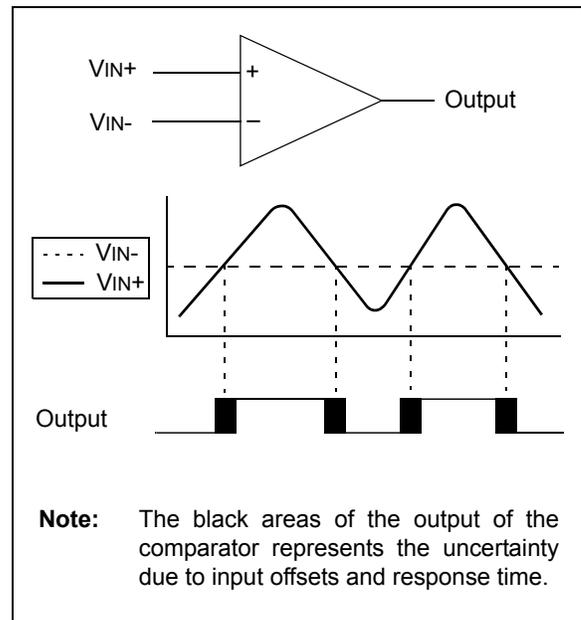 VIN+
+
Output
VIN-
–
VIN-
VIN+
Output
Note: The black areas of the output of the
comparator represents the uncertainty
due to input offsets and response time.